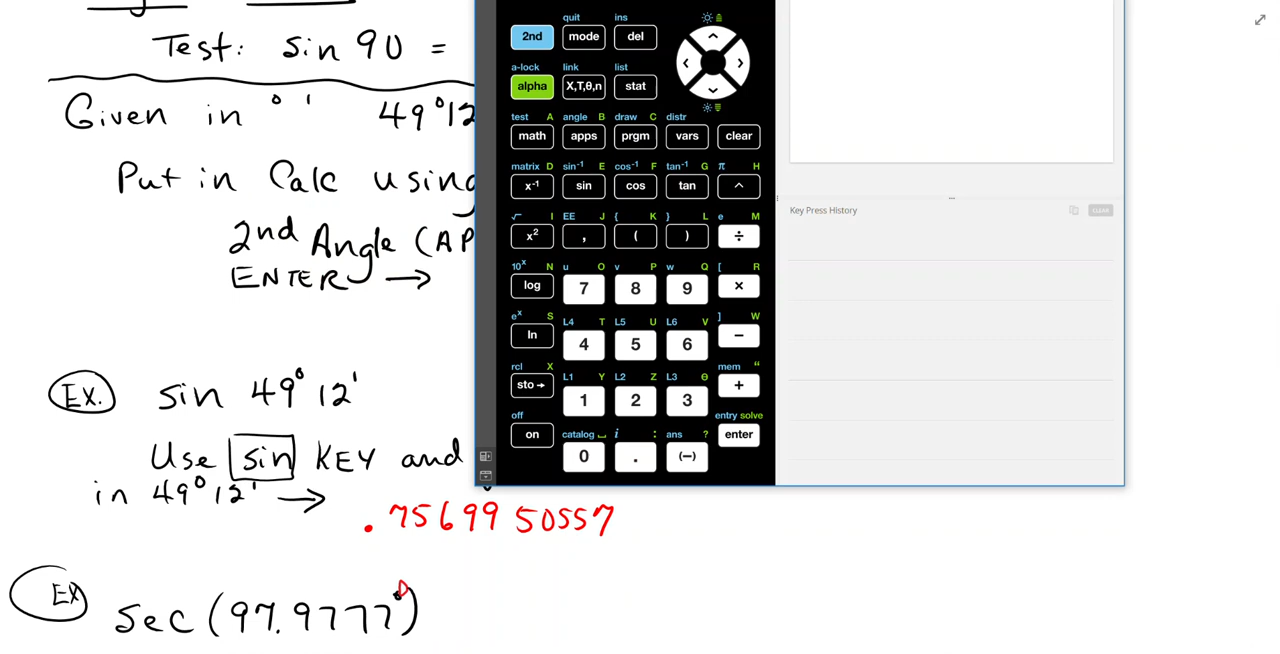 Test: sin 90 =
Given in ° ' 49°12
Put in Calc using
2nd Angle (AP
ENTER →
EX. sin 49° 12'
Use sin KEY and
in 49° 12' →
.7569950557
EX sec (97.9777°)
quit ins
2nd mode del
a-lock link list
alpha X,T,θ,n stat
test A angle B draw C distr
math apps prgm vars clear
matrix D sin⁻¹ E cos⁻¹ F tan⁻¹ G π H
x⁻¹ sin cos tan ^
√ I EE J { K } L e M
x² , ( ) ÷
10ˣ N u O v P w Q [ R
log 7 8 9 ×
eˣ S L4 T L5 U L6 V ] W
ln 4 5 6 −
rcl X L1 Y L2 Z L3 θ mem "
sto→ 1 2 3 +
off catalog ␣ i : ans ? entry solve
on 0 . (−) enter
Key Press History
CLEAR